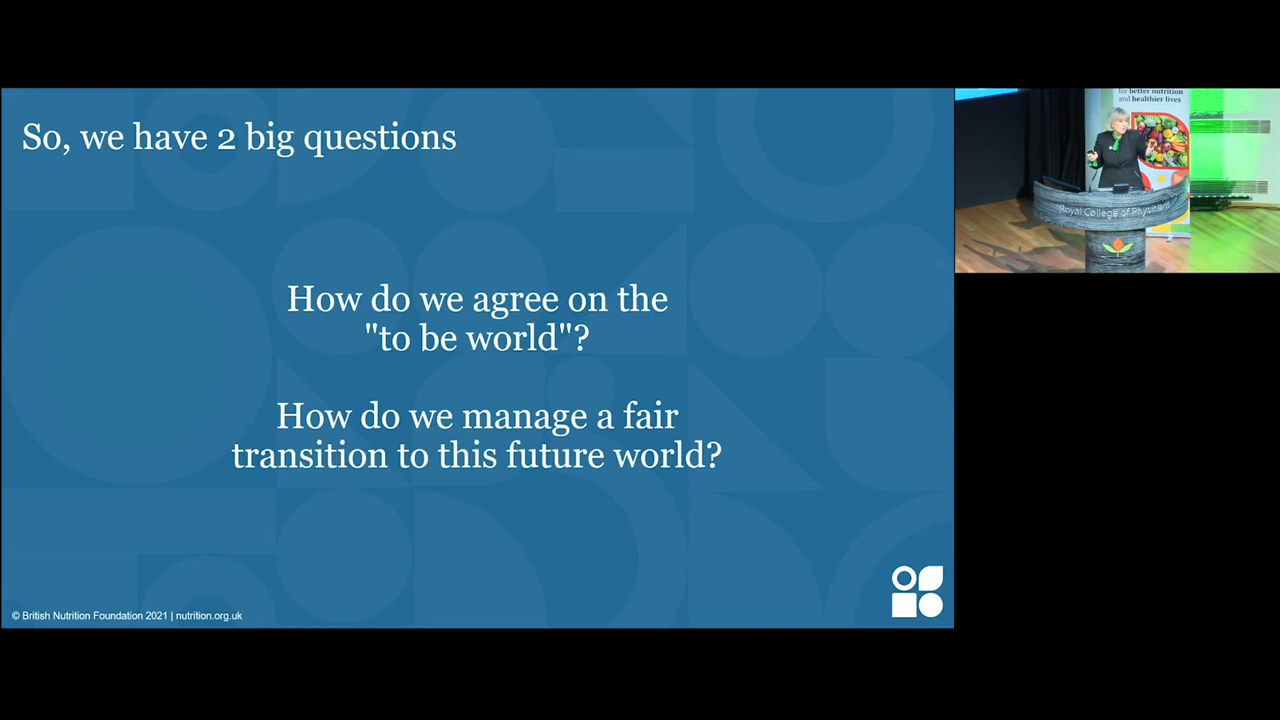 So, we have 2 big questions
How do we agree on the
"to be world"?
How do we manage a fair
transition to this future world?
© British Nutrition Foundation 2021 | nutrition.org.uk
for better nutrition
and healthier lives
Royal College of Physicians